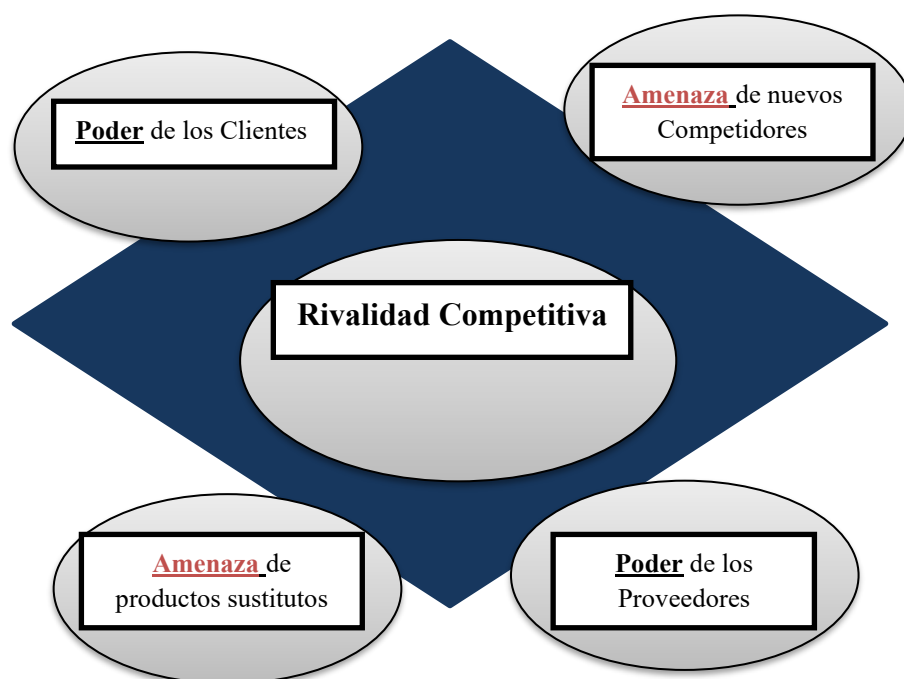 Poder de los Clientes
Amenaza de nuevos
Competidores
Rivalidad Competitiva
Amenaza de
productos sustitutos
Poder de los
Proveedores